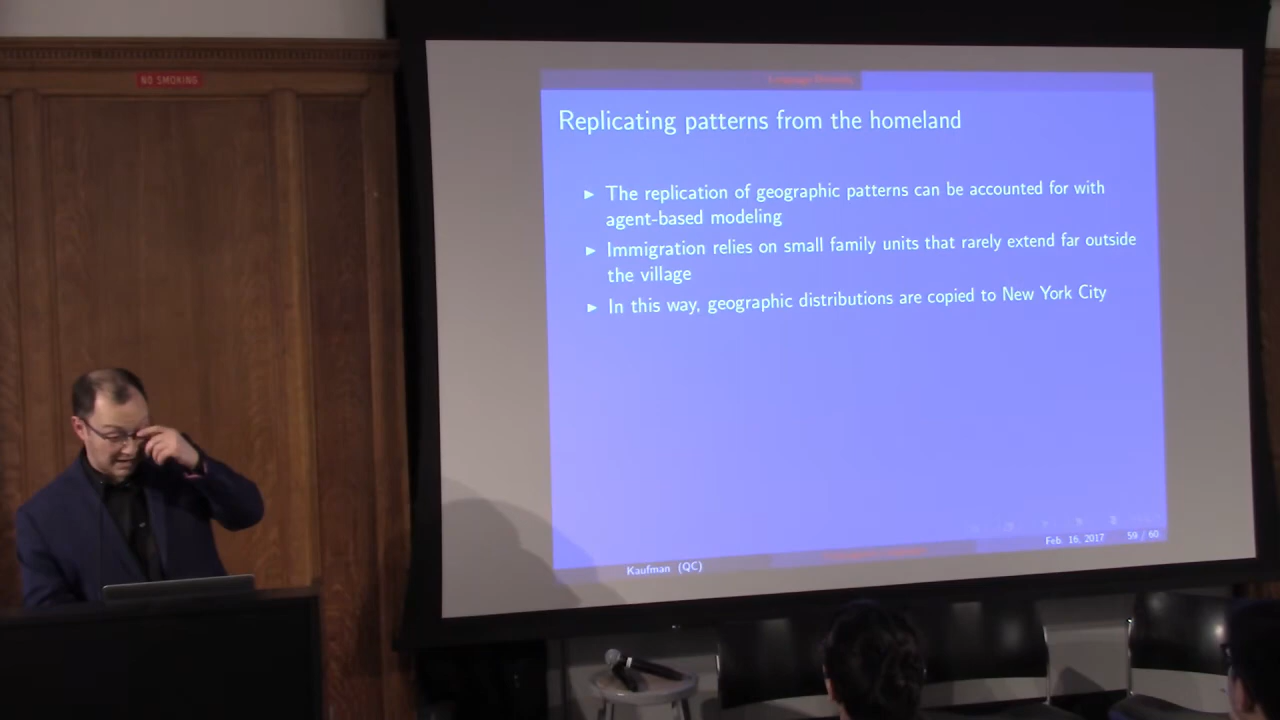 NO SMOKING
Replicating patterns from the homeland
► The replication of geographic patterns can be accounted for with
agent-based modeling
► Immigration relies on small family units that rarely extend far outside
the village
► In this way, geographic distributions are copied to New York City
Feb. 16, 2017 59 / 60
Kaufman (QC)